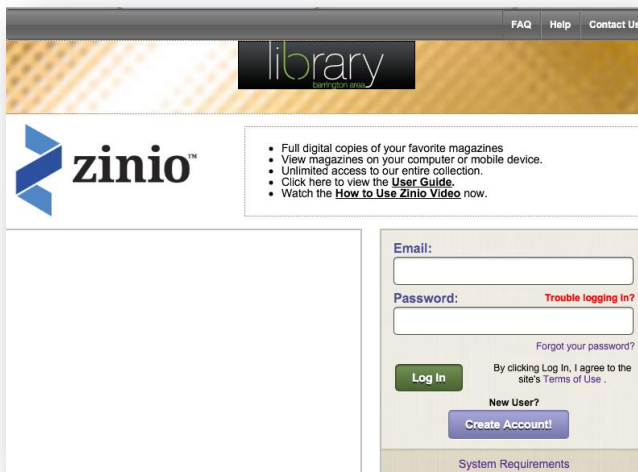 FAQ Help Contact Us
library
barrington area
zinio™
Full digital copies of your favorite magazines
View magazines on your computer or mobile device.
Unlimited access to our entire collection.
Click here to view the User Guide.
Watch the How to Use Zinio Video now.
Email:
Password: Trouble logging in?
Forgot your password?
Log In
By clicking Log In, I agree to the
site's Terms of Use .
New User?
Create Account!
System Requirements